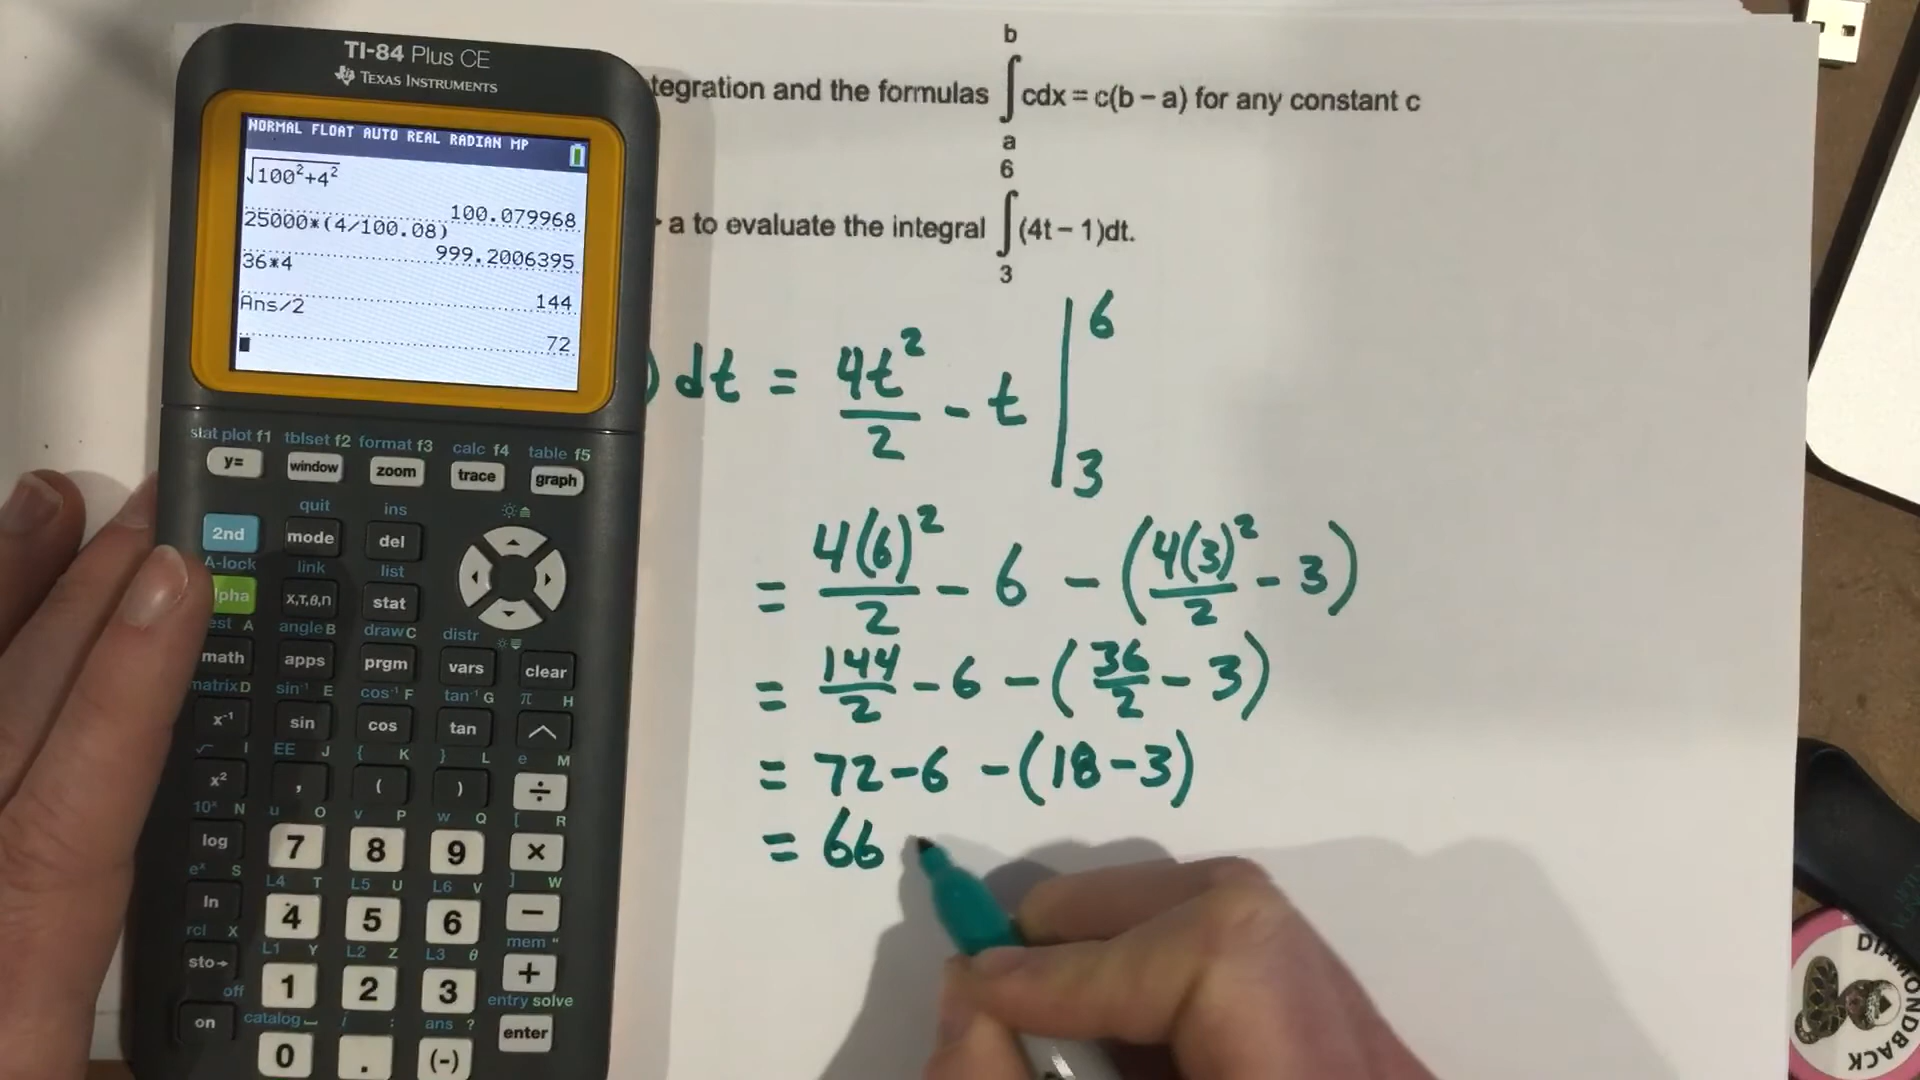 TI-84 Plus CE
TEXAS INSTRUMENTS
NORMAL FLOAT AUTO REAL RADIAN MP
√100²+4²
100.079968
25000*(4/100.08)
999.2006395
36*4
144
Ans/2
72
b
tegration and the formulas ∫ cdx = c(b – a) for any constant c
a
6
a to evaluate the integral ∫ (4t – 1)dt.
3
) dt = 4t²/2 - t | 6 3
= 4(6)²/2 - 6 - (4(3)²/2 - 3)
= 144/2 - 6 - (36/2 - 3)
= 72 - 6 - (18 - 3)
= 66
stat plot f1 tblset f2 format f3 calc f4 table f5
y= window zoom trace graph
quit ins
2nd mode del
A-lock link list
lpha X,T,θ,n stat
est A angle B draw C distr
math apps prgm vars clear
matrix D sin⁻¹ E cos⁻¹ F tan⁻¹ G π H
x⁻¹ sin cos tan ^
√ I EE J { K } L e M
x² , ( ) ÷
10ˣ N u O v P w Q [ R
log 7 8 9 ×
eˣ S L4 T L5 U L6 V ] W
ln 4 5 6 −
rcl X L1 Y L2 Z L3 θ mem "
sto→ 1 2 3 +
off catalog i : ans ? entry solve
on 0 . (-) enter
DIAMONDBACK